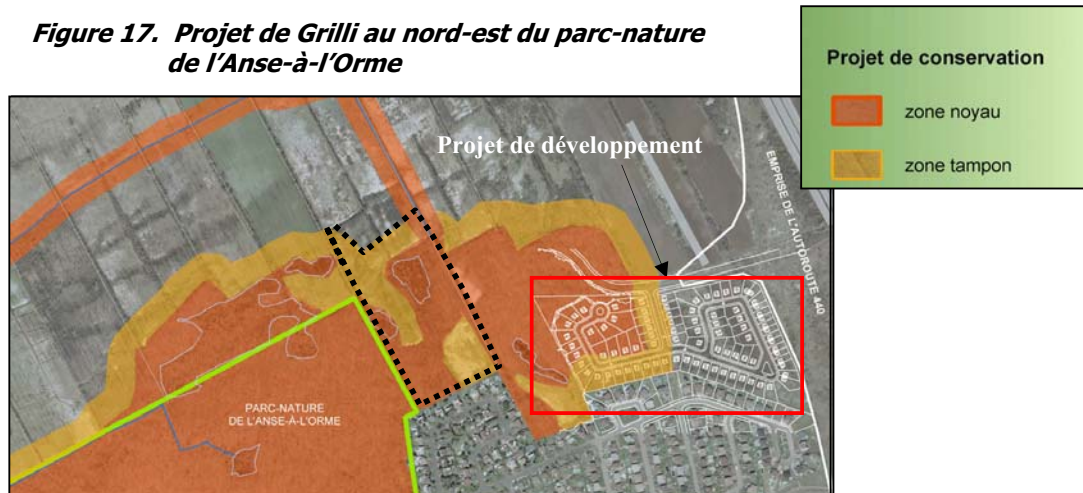 Figure 17. Projet de Grilli au nord-est du parc-nature
de l'Anse-à-l'Orme
Projet de conservation
zone noyau
zone tampon
Projet de développement
EMPRISE DE L'AUTOROUTE 440
PARC-NATURE
DE L'ANSE-À-L'ORME